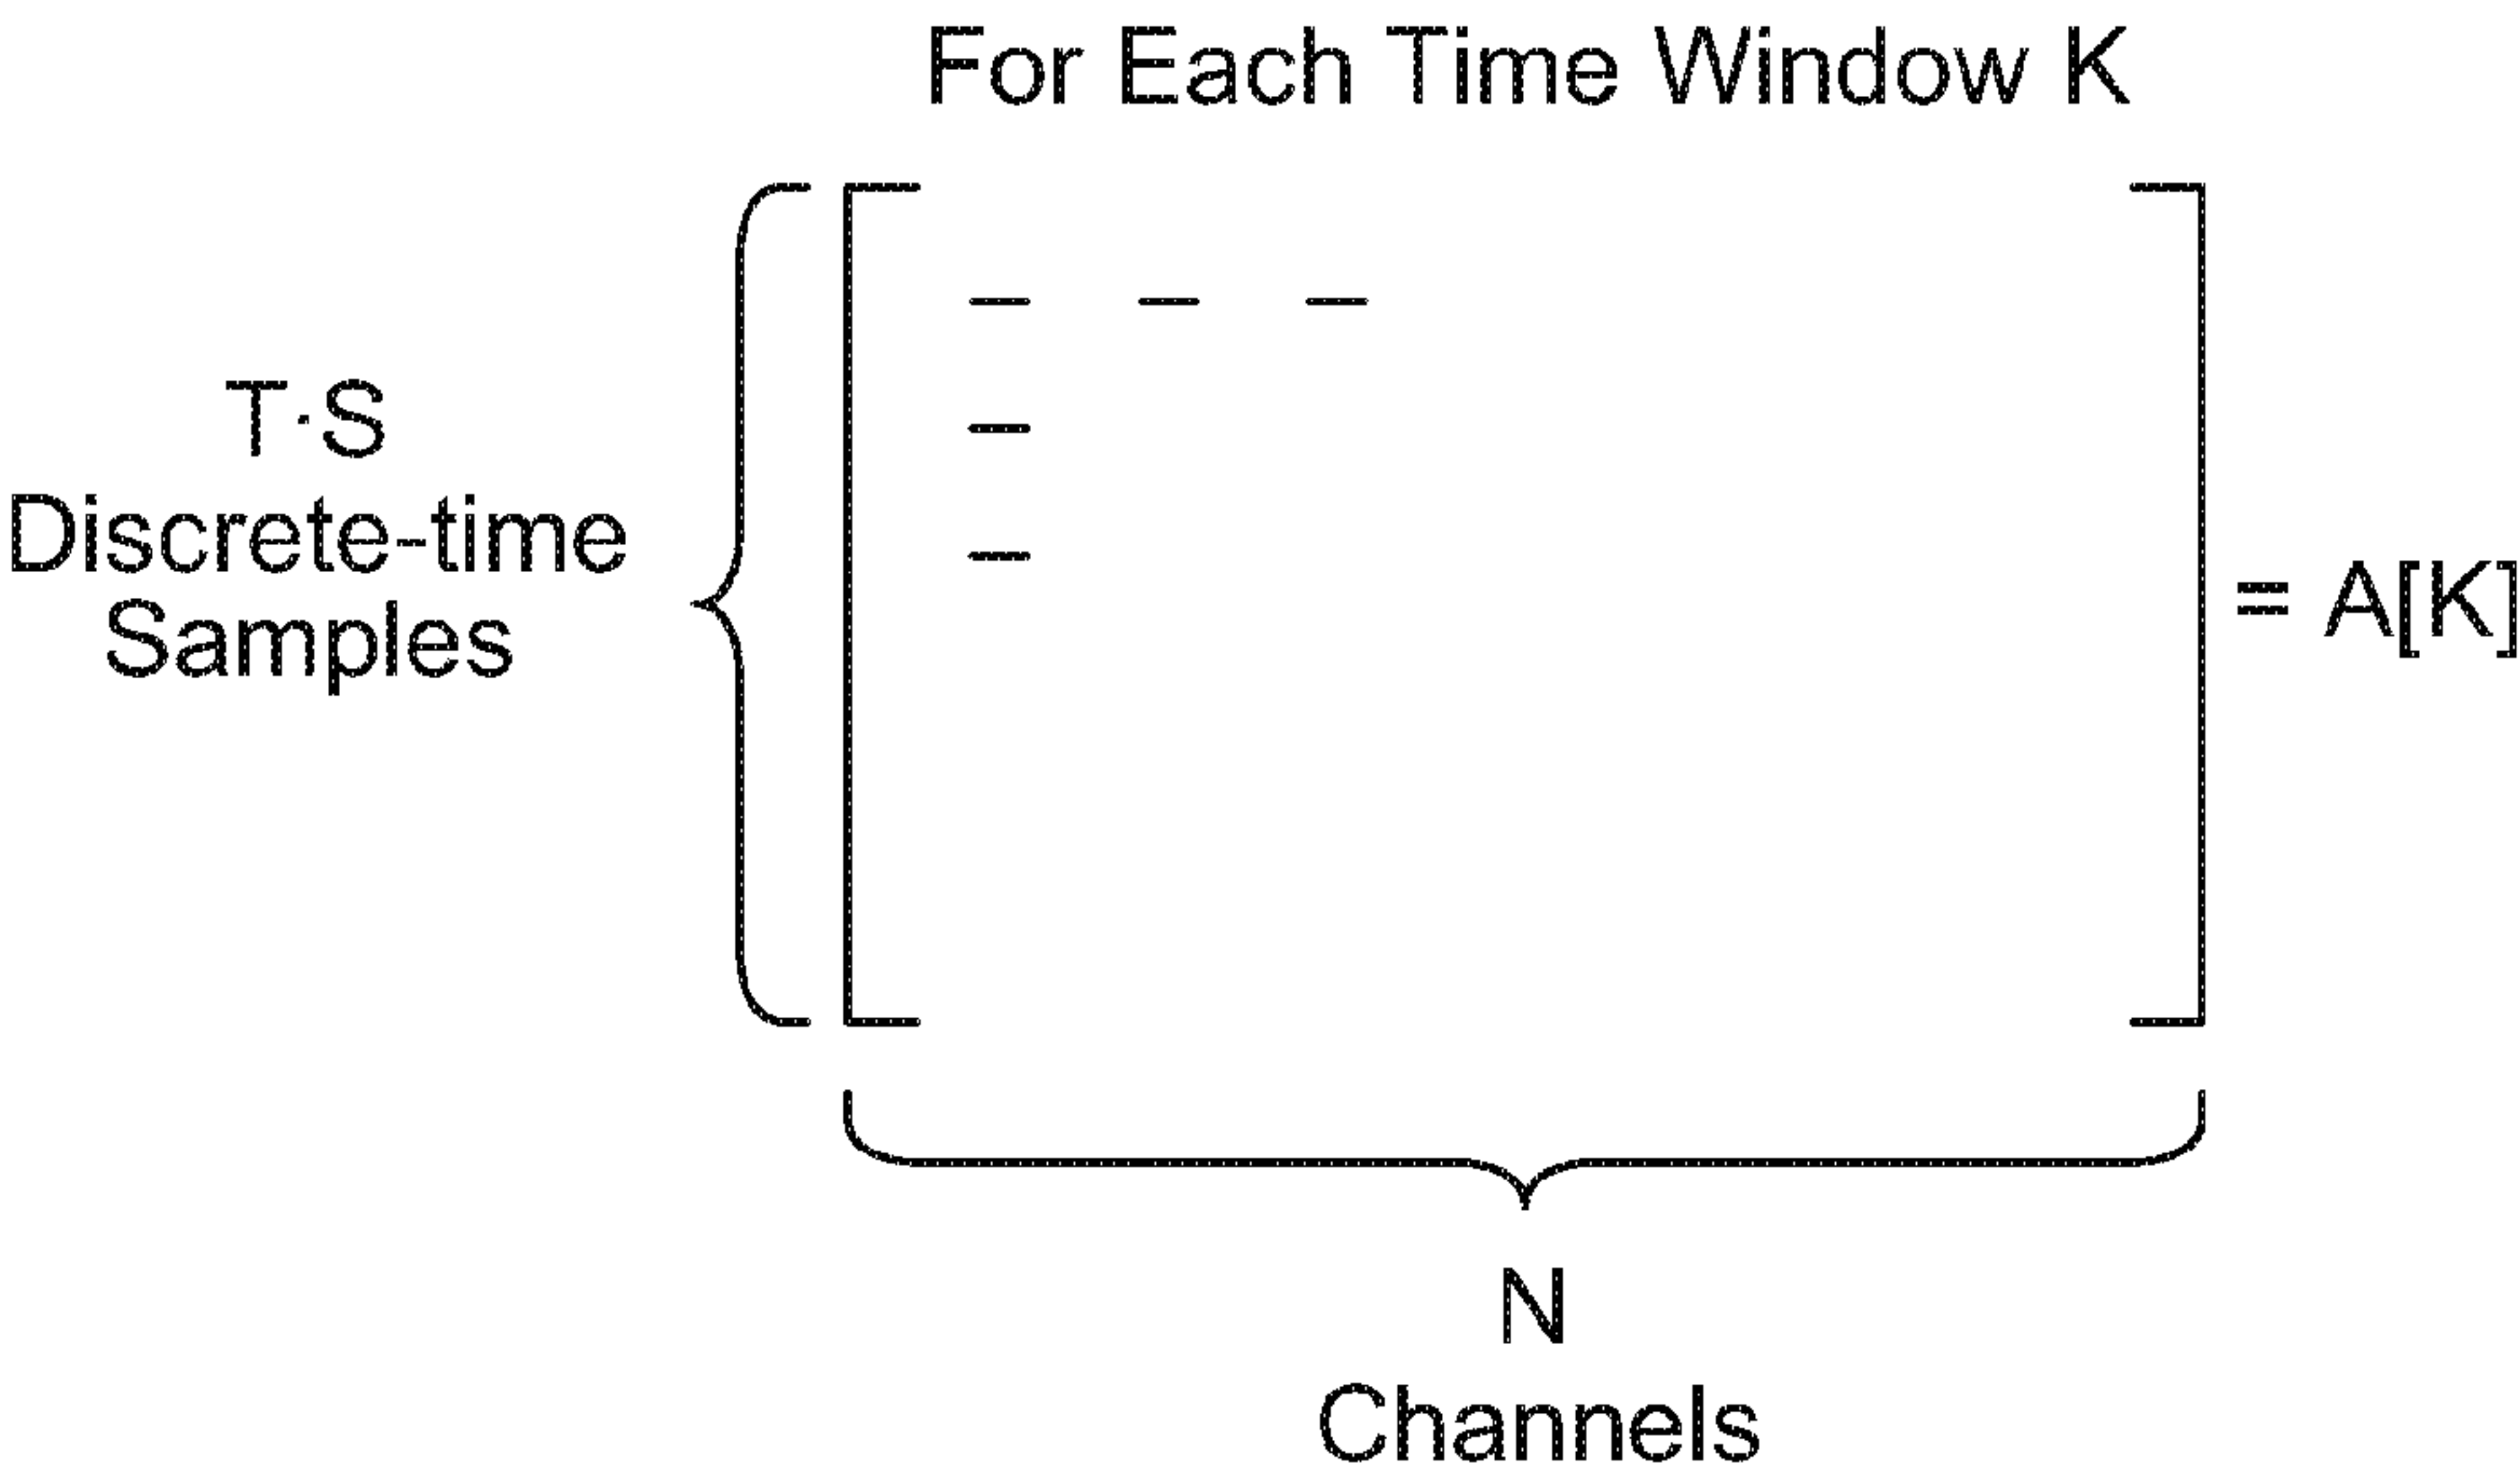 For Each Time Window K
T·S
Discrete-time
Samples
= A[K]
N
Channels